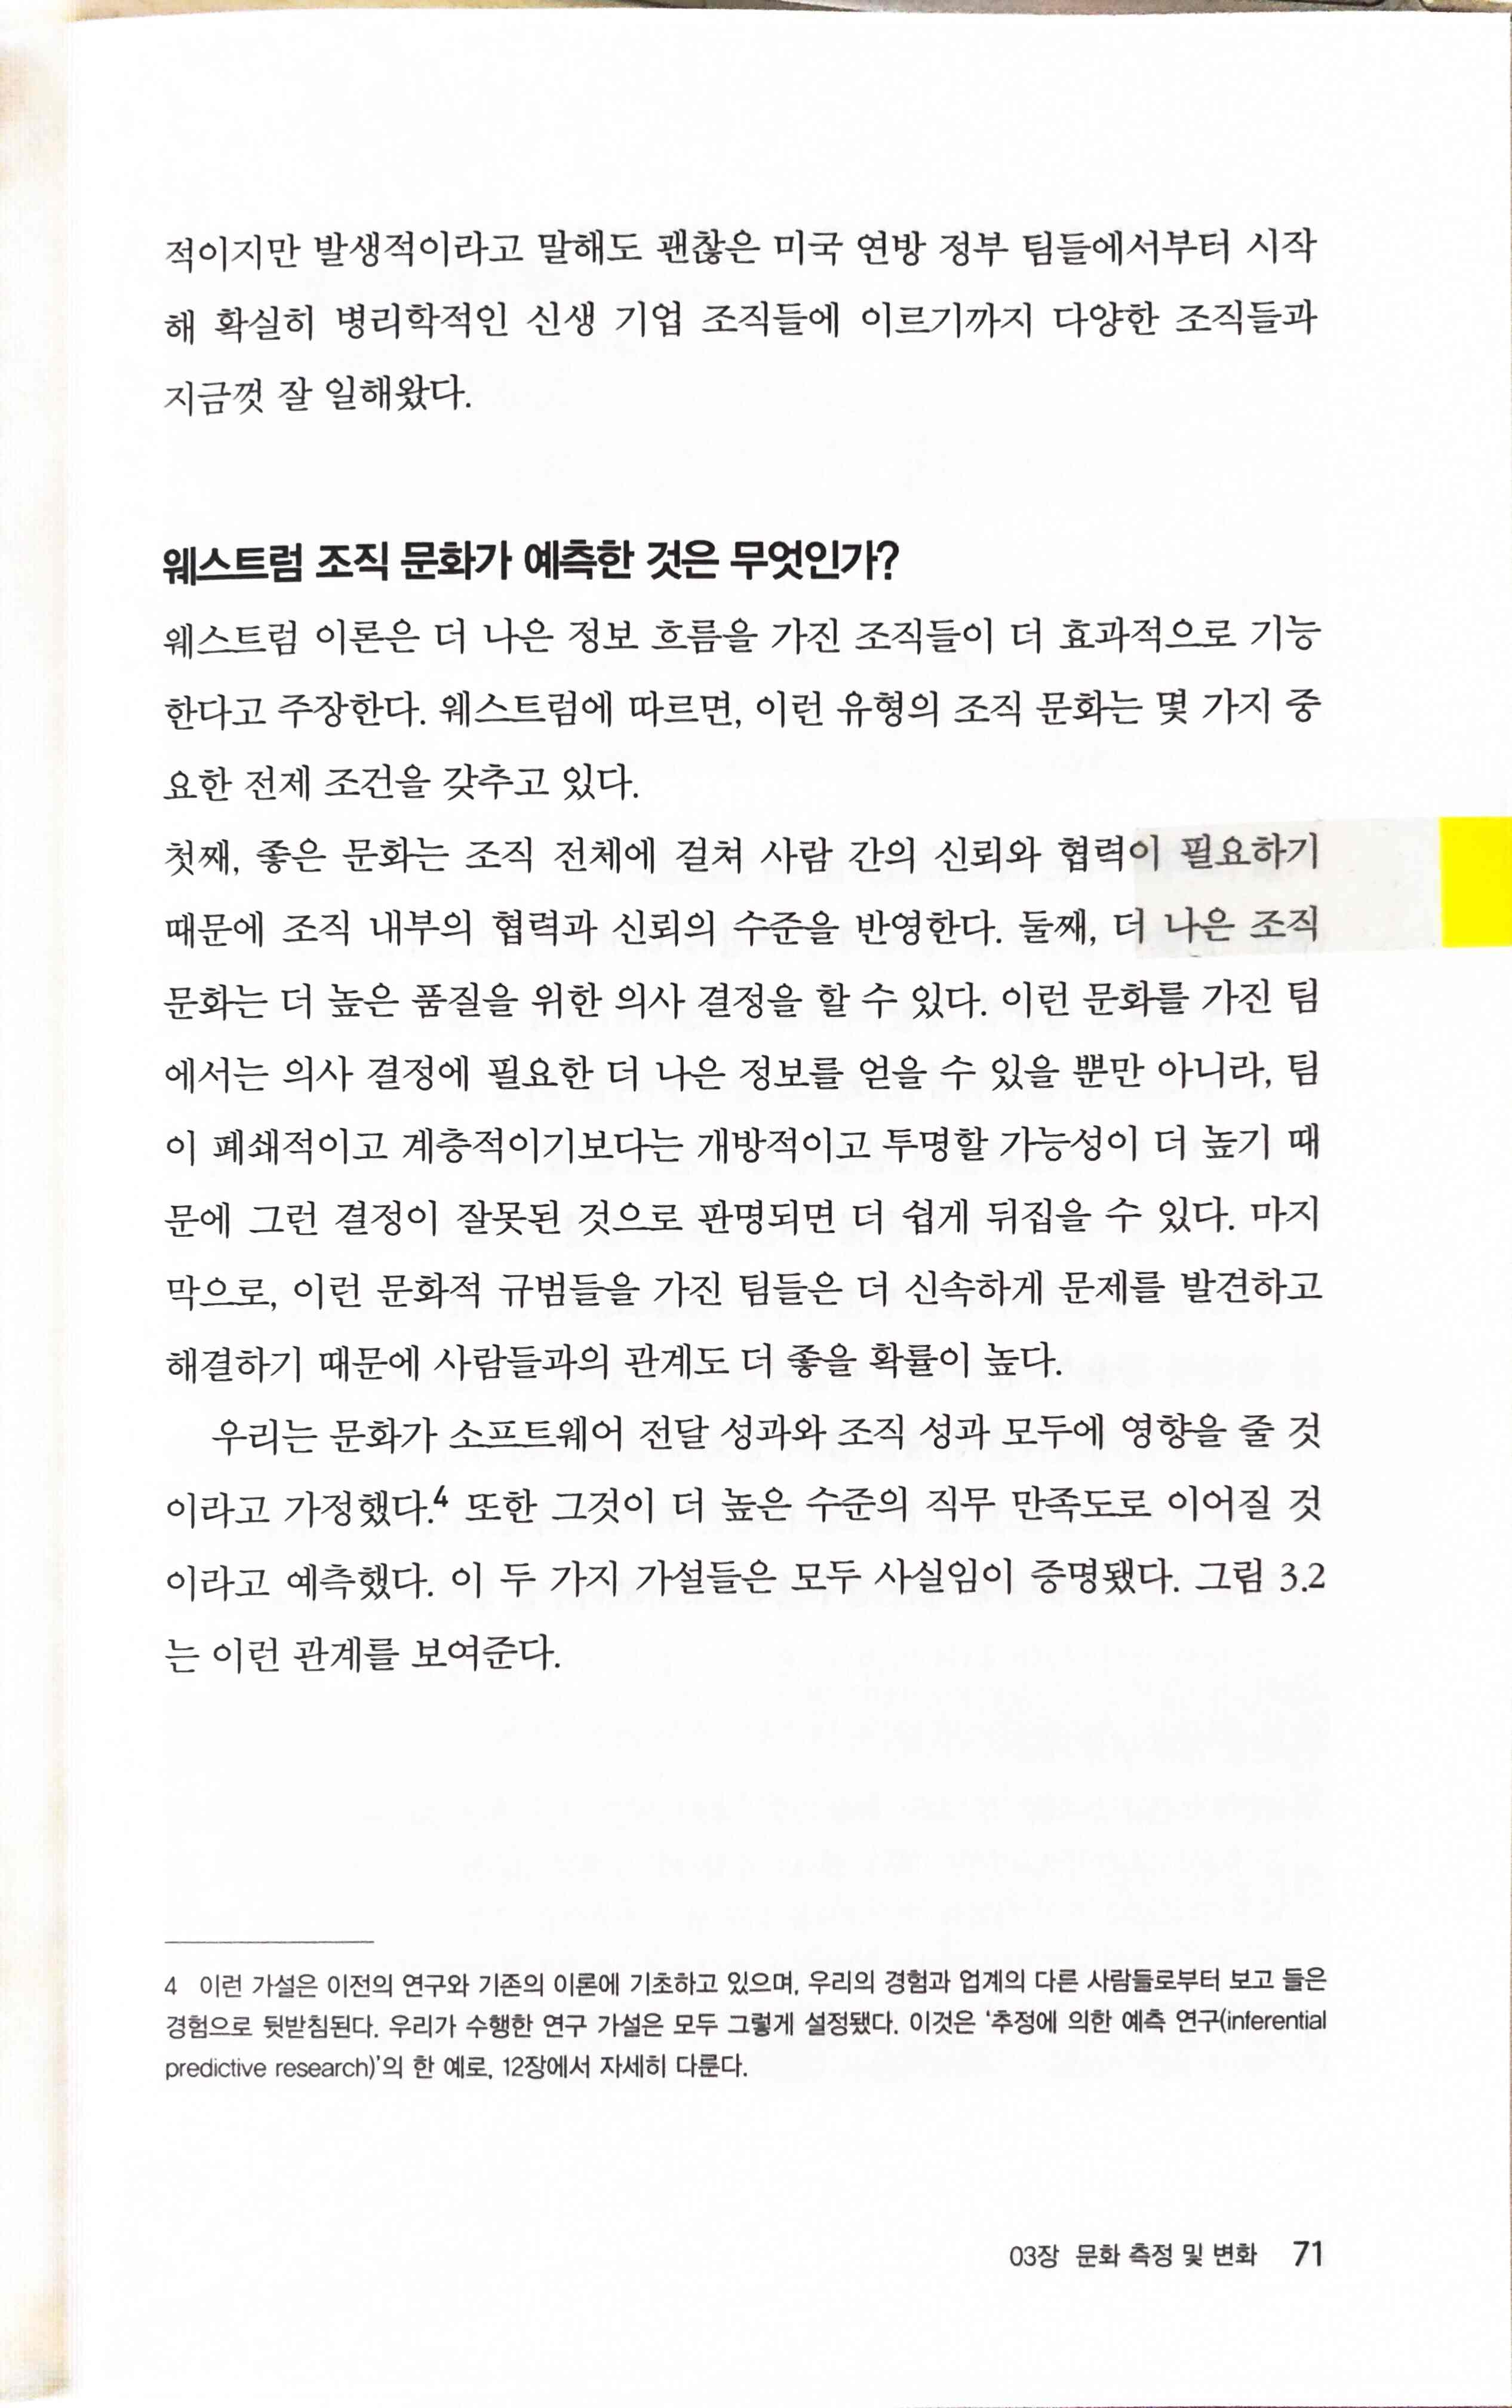 적이지만 발생적이라고 말해도 괜찮은 미국 연방 정부 팀들에서부터 시작
해 확실히 병리학적인 신생 기업 조직들에 이르기까지 다양한 조직들과
지금껏 잘 일해왔다.
웨스트럼 조직 문화가 예측한 것은 무엇인가?
웨스트럼 이론은 더 나은 정보 흐름을 가진 조직들이 더 효과적으로 기능
한다고 주장한다. 웨스트럼에 따르면, 이런 유형의 조직 문화는 몇 가지 중
요한 전제 조건을 갖추고 있다.
첫째, 좋은 문화는 조직 전체에 걸쳐 사람 간의 신뢰와 협력이 필요하기
때문에 조직 내부의 협력과 신뢰의 수준을 반영한다. 둘째, 더 나은 조직
문화는 더 높은 품질을 위한 의사 결정을 할 수 있다. 이런 문화를 가진 팀
에서는 의사 결정에 필요한 더 나은 정보를 얻을 수 있을 뿐만 아니라, 팀
이 폐쇄적이고 계층적이기보다는 개방적이고 투명할 가능성이 더 높기 때
문에 그런 결정이 잘못된 것으로 판명되면 더 쉽게 뒤집을 수 있다. 마지
막으로, 이런 문화적 규범들을 가진 팀들은 더 신속하게 문제를 발견하고
해결하기 때문에 사람들과의 관계도 더 좋을 확률이 높다.
우리는 문화가 소프트웨어 전달 성과와 조직 성과 모두에 영향을 줄 것
이라고 가정했다.4 또한 그것이 더 높은 수준의 직무 만족도로 이어질 것
이라고 예측했다. 이 두 가지 가설들은 모두 사실임이 증명됐다. 그림 3.2
는 이런 관계를 보여준다.
4 이런 가설은 이전의 연구와 기존의 이론에 기초하고 있으며, 우리의 경험과 업계의 다른 사람들로부터 보고 들은
경험으로 뒷받침된다. 우리가 수행한 연구 가설은 모두 그렇게 설정됐다. 이것은 '추정에 의한 예측 연구(inferential
predictive research)'의 한 예로, 12장에서 자세히 다룬다.
03장 문화 측정 및 변화 71